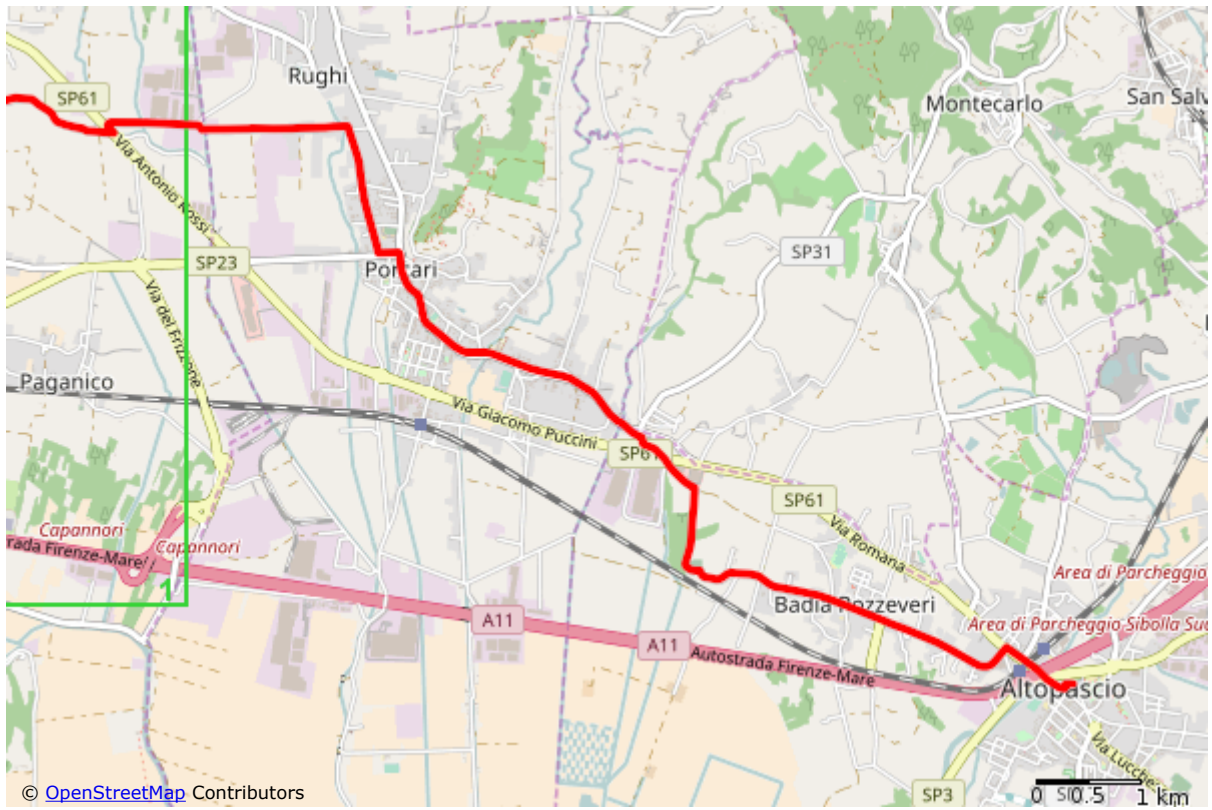 Rughi
Montecarlo
San Salv
SP61
Via Antonio Rossi
SP23
SP31
Porcari
Via del Frizzone
Paganico
Via Giacomo Puccini
SP61
SP61
Via Romana
Capannori
Capannori
strada Firenze-Mare
1
Area di Parcheggio
Badia Pozzeveri
A11
Area di Parcheggio Sibolla Sud
A11
Autostrada Firenze-Mare
Altopascio
Via Lucche
SP3
0 0.5 1 km
© OpenStreetMap Contributors